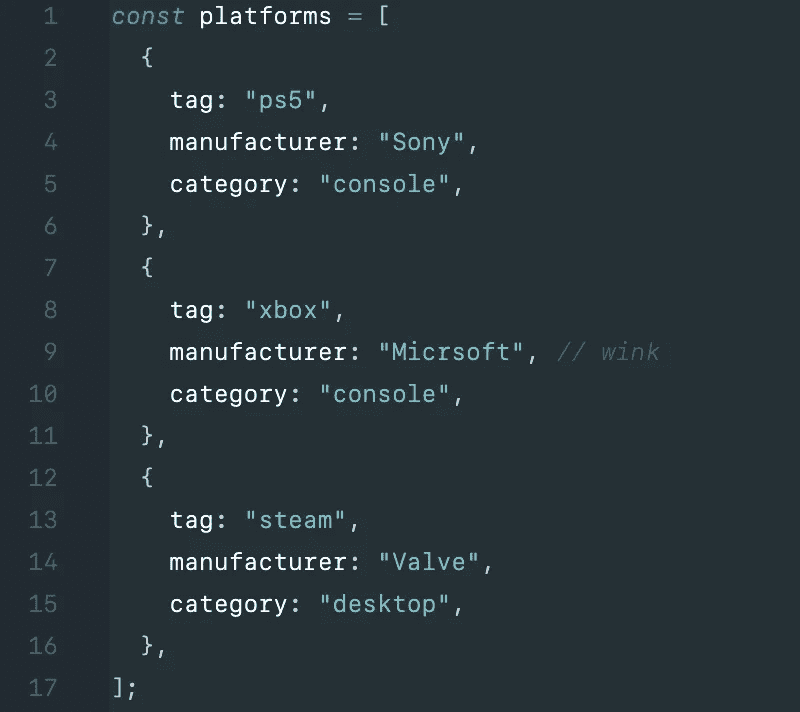 1 const platforms = [
2 {
3 tag: "ps5",
4 manufacturer: "Sony",
5 category: "console",
6 },
7 {
8 tag: "xbox",
9 manufacturer: "Micrsoft", // wink
10 category: "console",
11 },
12 {
13 tag: "steam",
14 manufacturer: "Valve",
15 category: "desktop",
16 },
17 ];